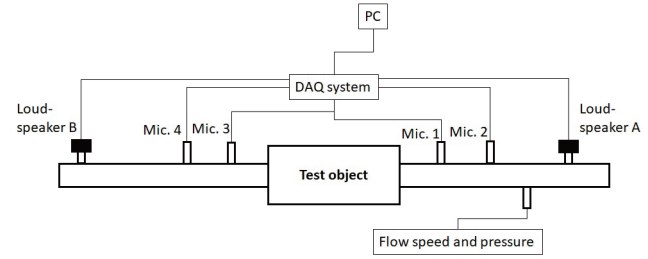 PC
DAQ system
Loud-
speaker B
Mic. 4
Mic. 3
Mic. 1
Mic. 2
Loud-
speaker A
Test object
Flow speed and pressure